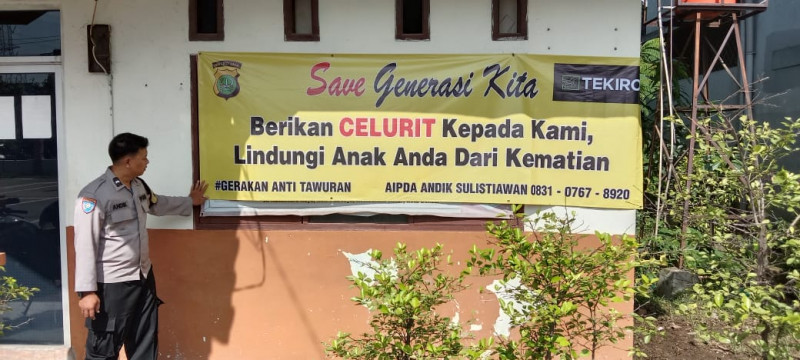 Save Generasi Kita
TEKIRO
Berikan CELURIT Kepada Kami,
Lindungi Anak Anda Dari Kematian
#GERAKAN ANTI TAWURAN
AIPDA ANDIK SULISTIAWAN 0831 - 0767 - 8920
ANDIK